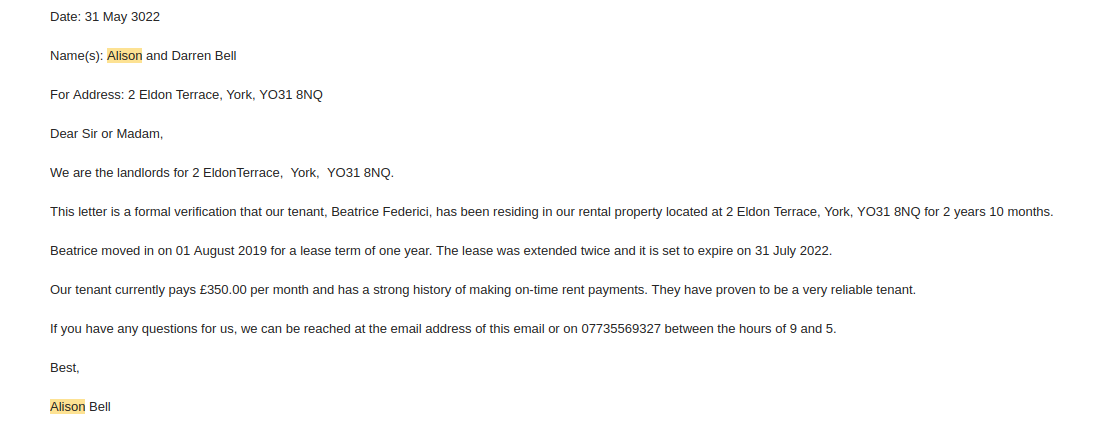 Date: 31 May 3022
Name(s): Alison and Darren Bell
For Address: 2 Eldon Terrace, York, YO31 8NQ
Dear Sir or Madam,
We are the landlords for 2 EldonTerrace,  York,  YO31 8NQ.
This letter is a formal verification that our tenant, Beatrice Federici, has been residing in our rental property located at 2 Eldon Terrace, York, YO31 8NQ for 2 years 10 months.
Beatrice moved in on 01 August 2019 for a lease term of one year. The lease was extended twice and it is set to expire on 31 July 2022.
Our tenant currently pays £350.00 per month and has a strong history of making on-time rent payments. They have proven to be a very reliable tenant.
If you have any questions for us, we can be reached at the email address of this email or on 07735569327 between the hours of 9 and 5.
Best,
Alison Bell